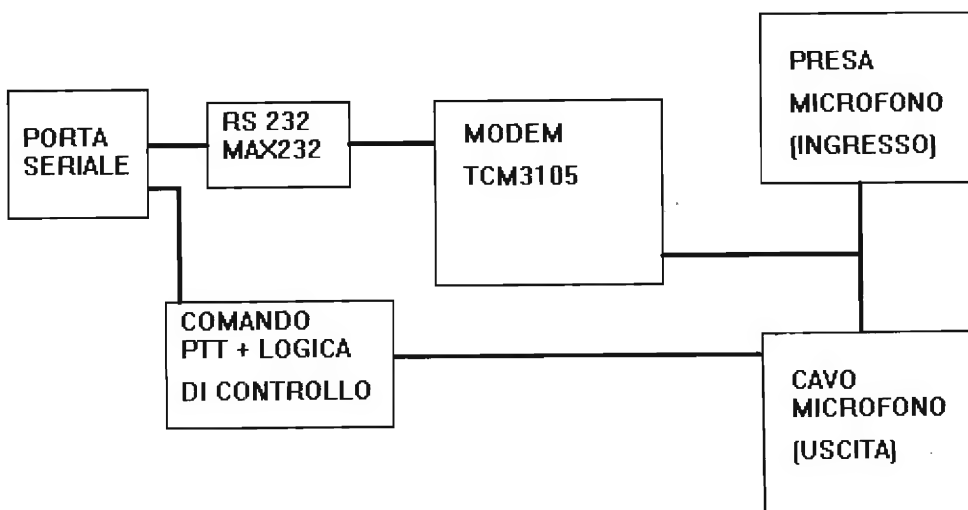 PORTA
SERIALE
RS 232
MAX232
MODEM
TCM3105
PRESA
MICROFONO
(INGRESSO)
COMANDO
PTT + LOGICA
DI CONTROLLO
CAVO
MICROFONO
(USCITA)